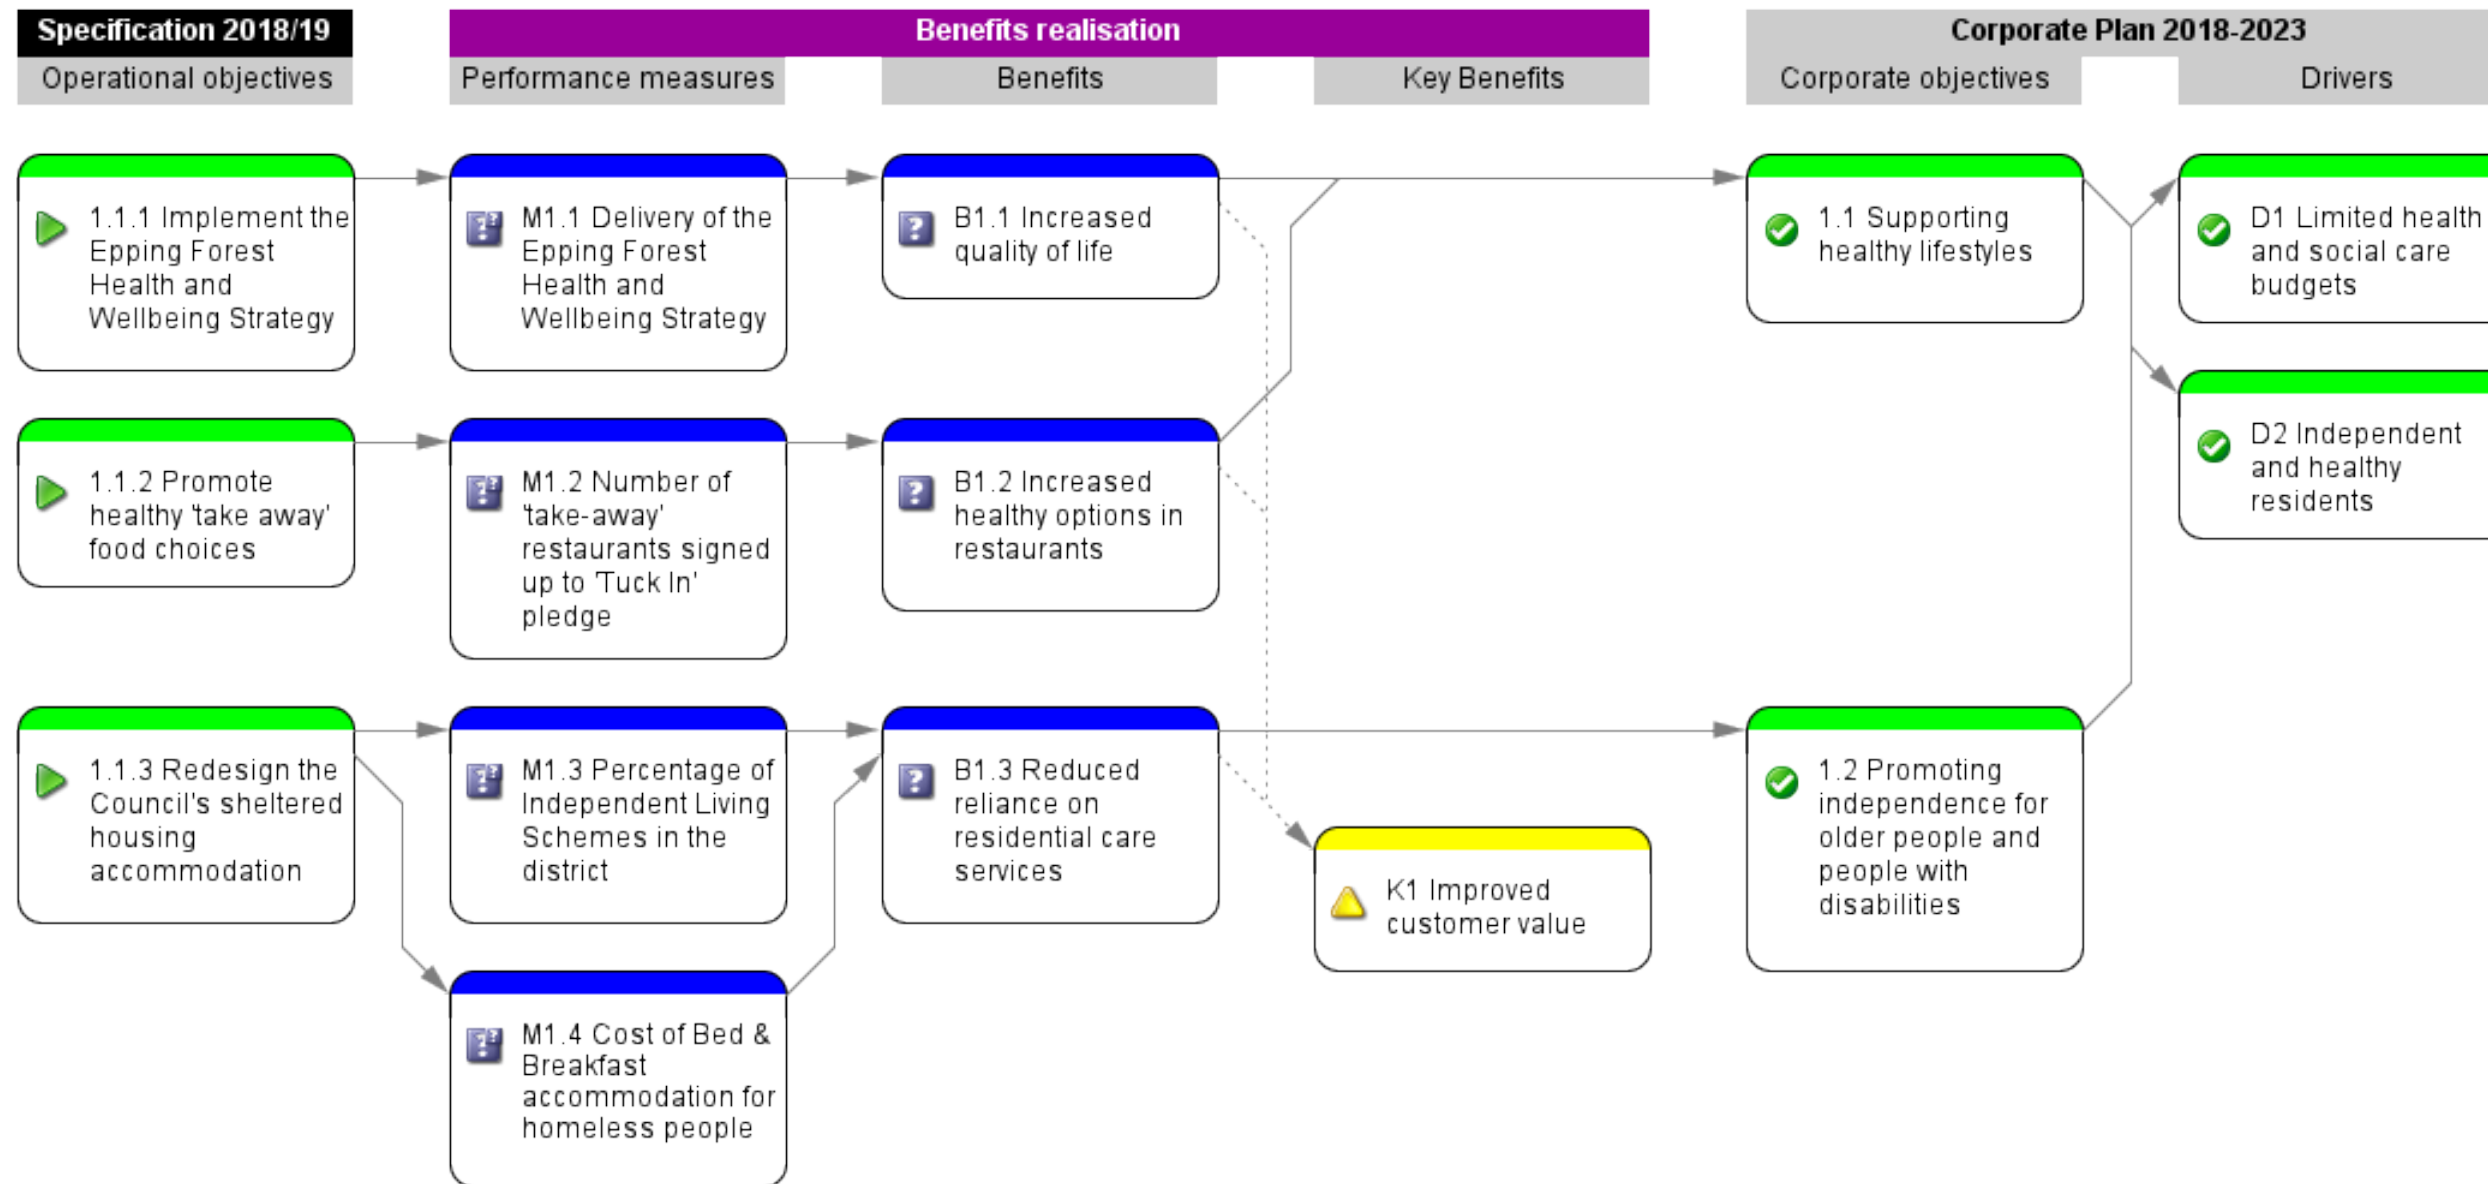 Specification 2018/19
Benefits realisation
Corporate Plan 2018-2023
Operational objectives
Performance measures
Benefits
Key Benefits
Corporate objectives
Drivers
1.1.1 Implement the
Epping Forest
Health and
Wellbeing Strategy
M1.1 Delivery of the
Epping Forest
Health and
Wellbeing Strategy
B1.1 Increased
quality of life
1.1 Supporting
healthy lifestyles
D1 Limited health
and social care
budgets
1.1.2 Promote
healthy 'take away'
food choices
M1.2 Number of
'take-away'
restaurants signed
up to 'Tuck In'
pledge
B1.2 Increased
healthy options in
restaurants
D2 Independent
and healthy
residents
1.1.3 Redesign the
Council's sheltered
housing
accommodation
M1.3 Percentage of
Independent Living
Schemes in the
district
B1.3 Reduced
reliance on
residential care
services
K1 Improved
customer value
1.2 Promoting
independence for
older people and
people with
disabilities
M1.4 Cost of Bed &
Breakfast
accommodation for
homeless people